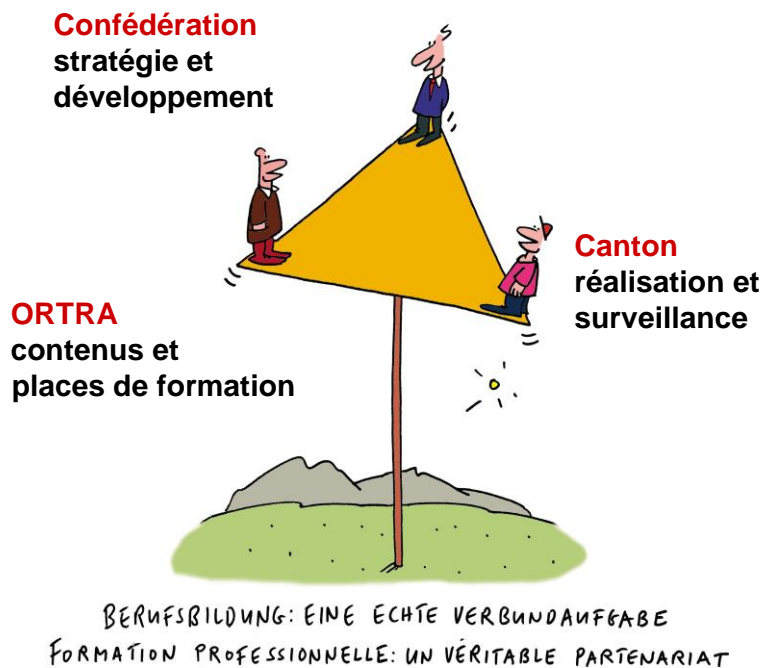 Confédération
stratégie et
développement
Canton
réalisation et
surveillance
ORTRA
contenus et
places de formation
BERUFSBILDUNG: EINE ECHTE VERBUNDAUFGABE
FORMATION PROFESSIONNELLE: UN VÉRITABLE PARTENARIAT